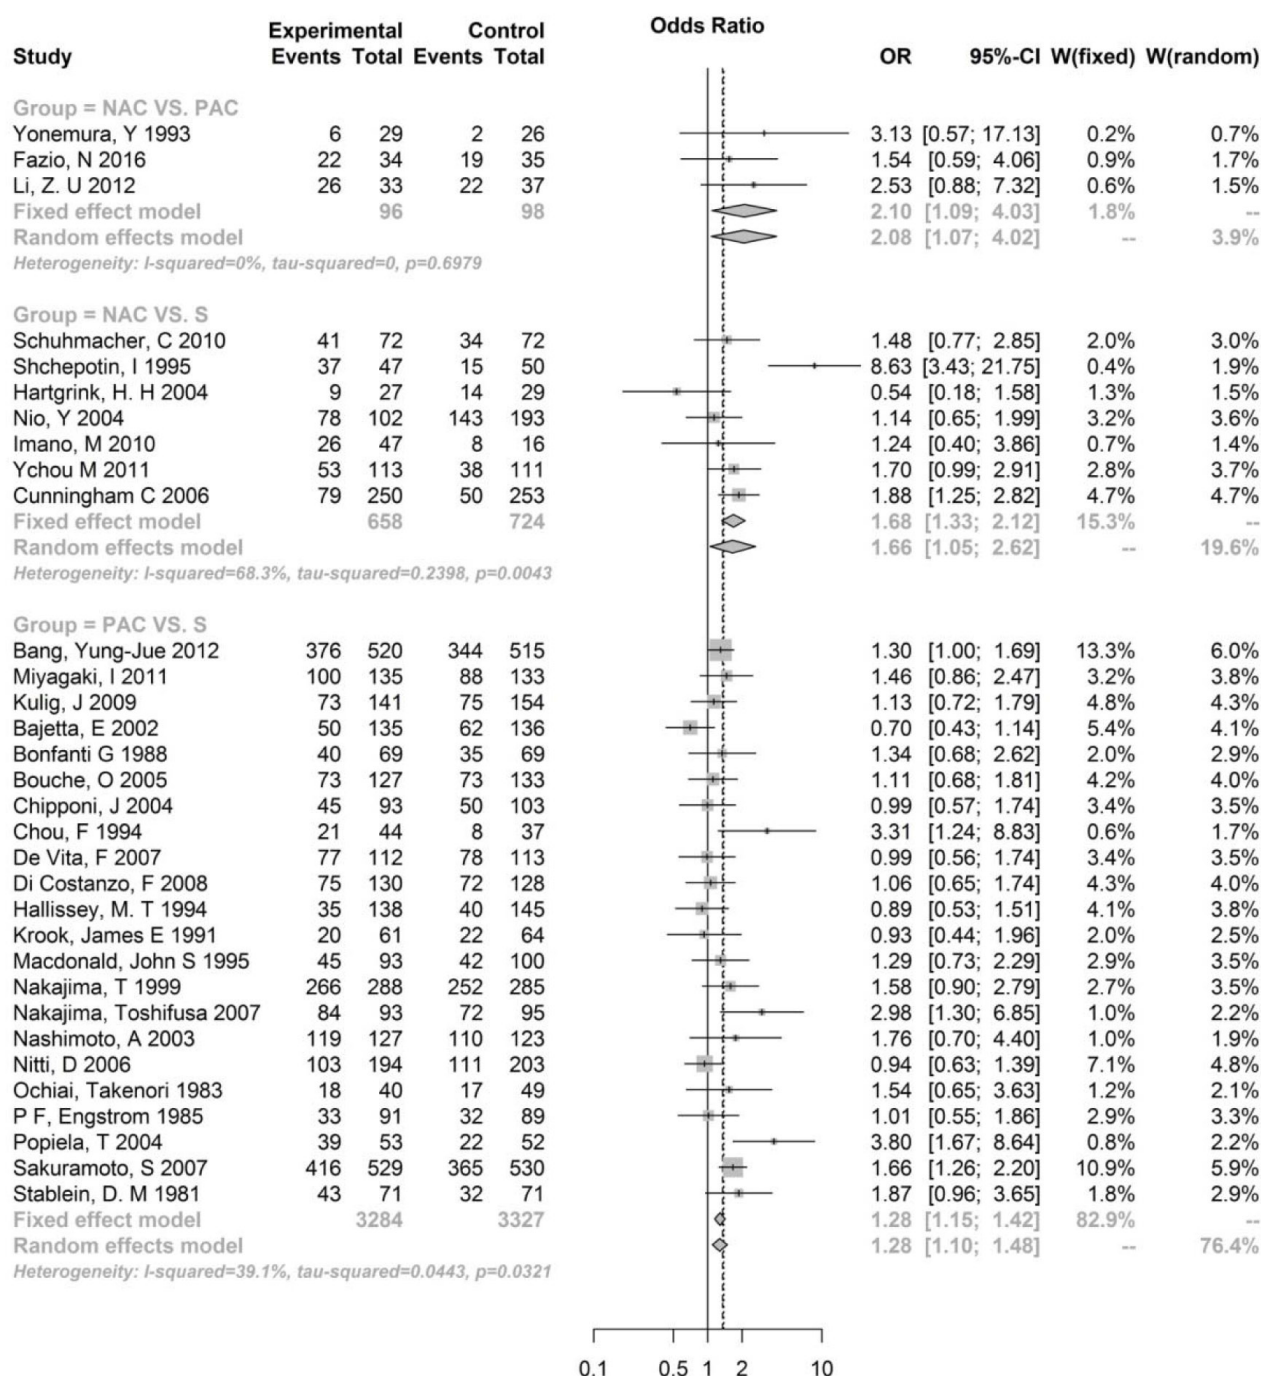 Experimental Control Odds Ratio
Study Events Total Events Total OR 95%-CI W(fixed) W(random)
Group = NAC VS. PAC
Yonemura, Y 1993 6 29 2 26 3.13 [0.57; 17.13] 0.2% 0.7%
Fazio, N 2016 22 34 19 35 1.54 [0.59; 4.06] 0.9% 1.7%
Li, Z. U 2012 26 33 22 37 2.53 [0.88; 7.32] 0.6% 1.5%
Fixed effect model 96 98 2.10 [1.09; 4.03] 1.8% --
Random effects model 2.08 [1.07; 4.02] -- 3.9%
Heterogeneity: I-squared=0%, tau-squared=0, p=0.6979
Group = NAC VS. S
Schuhmacher, C 2010 41 72 34 72 1.48 [0.77; 2.85] 2.0% 3.0%
Shchepotin, I 1995 37 47 15 50 8.63 [3.43; 21.75] 0.4% 1.9%
Hartgrink, H. H 2004 9 27 14 29 0.54 [0.18; 1.58] 1.3% 1.5%
Nio, Y 2004 78 102 143 193 1.14 [0.65; 1.99] 3.2% 3.6%
Imano, M 2010 26 47 8 16 1.24 [0.40; 3.86] 0.7% 1.4%
Ychou M 2011 53 113 38 111 1.70 [0.99; 2.91] 2.8% 3.7%
Cunningham C 2006 79 250 50 253 1.88 [1.25; 2.82] 4.7% 4.7%
Fixed effect model 658 724 1.68 [1.33; 2.12] 15.3% --
Random effects model 1.66 [1.05; 2.62] -- 19.6%
Heterogeneity: I-squared=68.3%, tau-squared=0.2398, p=0.0043
Group = PAC VS. S
Bang, Yung-Jue 2012 376 520 344 515 1.30 [1.00; 1.69] 13.3% 6.0%
Miyagaki, I 2011 100 135 88 133 1.46 [0.86; 2.47] 3.2% 3.8%
Kulig, J 2009 73 141 75 154 1.13 [0.72; 1.79] 4.8% 4.3%
Bajetta, E 2002 50 135 62 136 0.70 [0.43; 1.14] 5.4% 4.1%
Bonfanti G 1988 40 69 35 69 1.34 [0.68; 2.62] 2.0% 2.9%
Bouche, O 2005 73 127 73 133 1.11 [0.68; 1.81] 4.2% 4.0%
Chipponi, J 2004 45 93 50 103 0.99 [0.57; 1.74] 3.4% 3.5%
Chou, F 1994 21 44 8 37 3.31 [1.24; 8.83] 0.6% 1.7%
De Vita, F 2007 77 112 78 113 0.99 [0.56; 1.74] 3.4% 3.5%
Di Costanzo, F 2008 75 130 72 128 1.06 [0.65; 1.74] 4.3% 4.0%
Hallissey, M. T 1994 35 138 40 145 0.89 [0.53; 1.51] 4.1% 3.8%
Krook, James E 1991 20 61 22 64 0.93 [0.44; 1.96] 2.0% 2.5%
Macdonald, John S 1995 45 93 42 100 1.29 [0.73; 2.29] 2.9% 3.5%
Nakajima, T 1999 266 288 252 285 1.58 [0.90; 2.79] 2.7% 3.5%
Nakajima, Toshifusa 2007 84 93 72 95 2.98 [1.30; 6.85] 1.0% 2.2%
Nashimoto, A 2003 119 127 110 123 1.76 [0.70; 4.40] 1.0% 1.9%
Nitti, D 2006 103 194 111 203 0.94 [0.63; 1.39] 7.1% 4.8%
Ochiai, Takenori 1983 18 40 17 49 1.54 [0.65; 3.63] 1.2% 2.1%
P F, Engstrom 1985 33 91 32 89 1.01 [0.55; 1.86] 2.9% 3.3%
Popiela, T 2004 39 53 22 52 3.80 [1.67; 8.64] 0.8% 2.2%
Sakuramoto, S 2007 416 529 365 530 1.66 [1.26; 2.20] 10.9% 5.9%
Stablein, D. M 1981 43 71 32 71 1.87 [0.96; 3.65] 1.8% 2.9%
Fixed effect model 3284 3327 1.28 [1.15; 1.42] 82.9% --
Random effects model 1.28 [1.10; 1.48] -- 76.4%
Heterogeneity: I-squared=39.1%, tau-squared=0.0443, p=0.0321
0.1 0.5 1 2 10